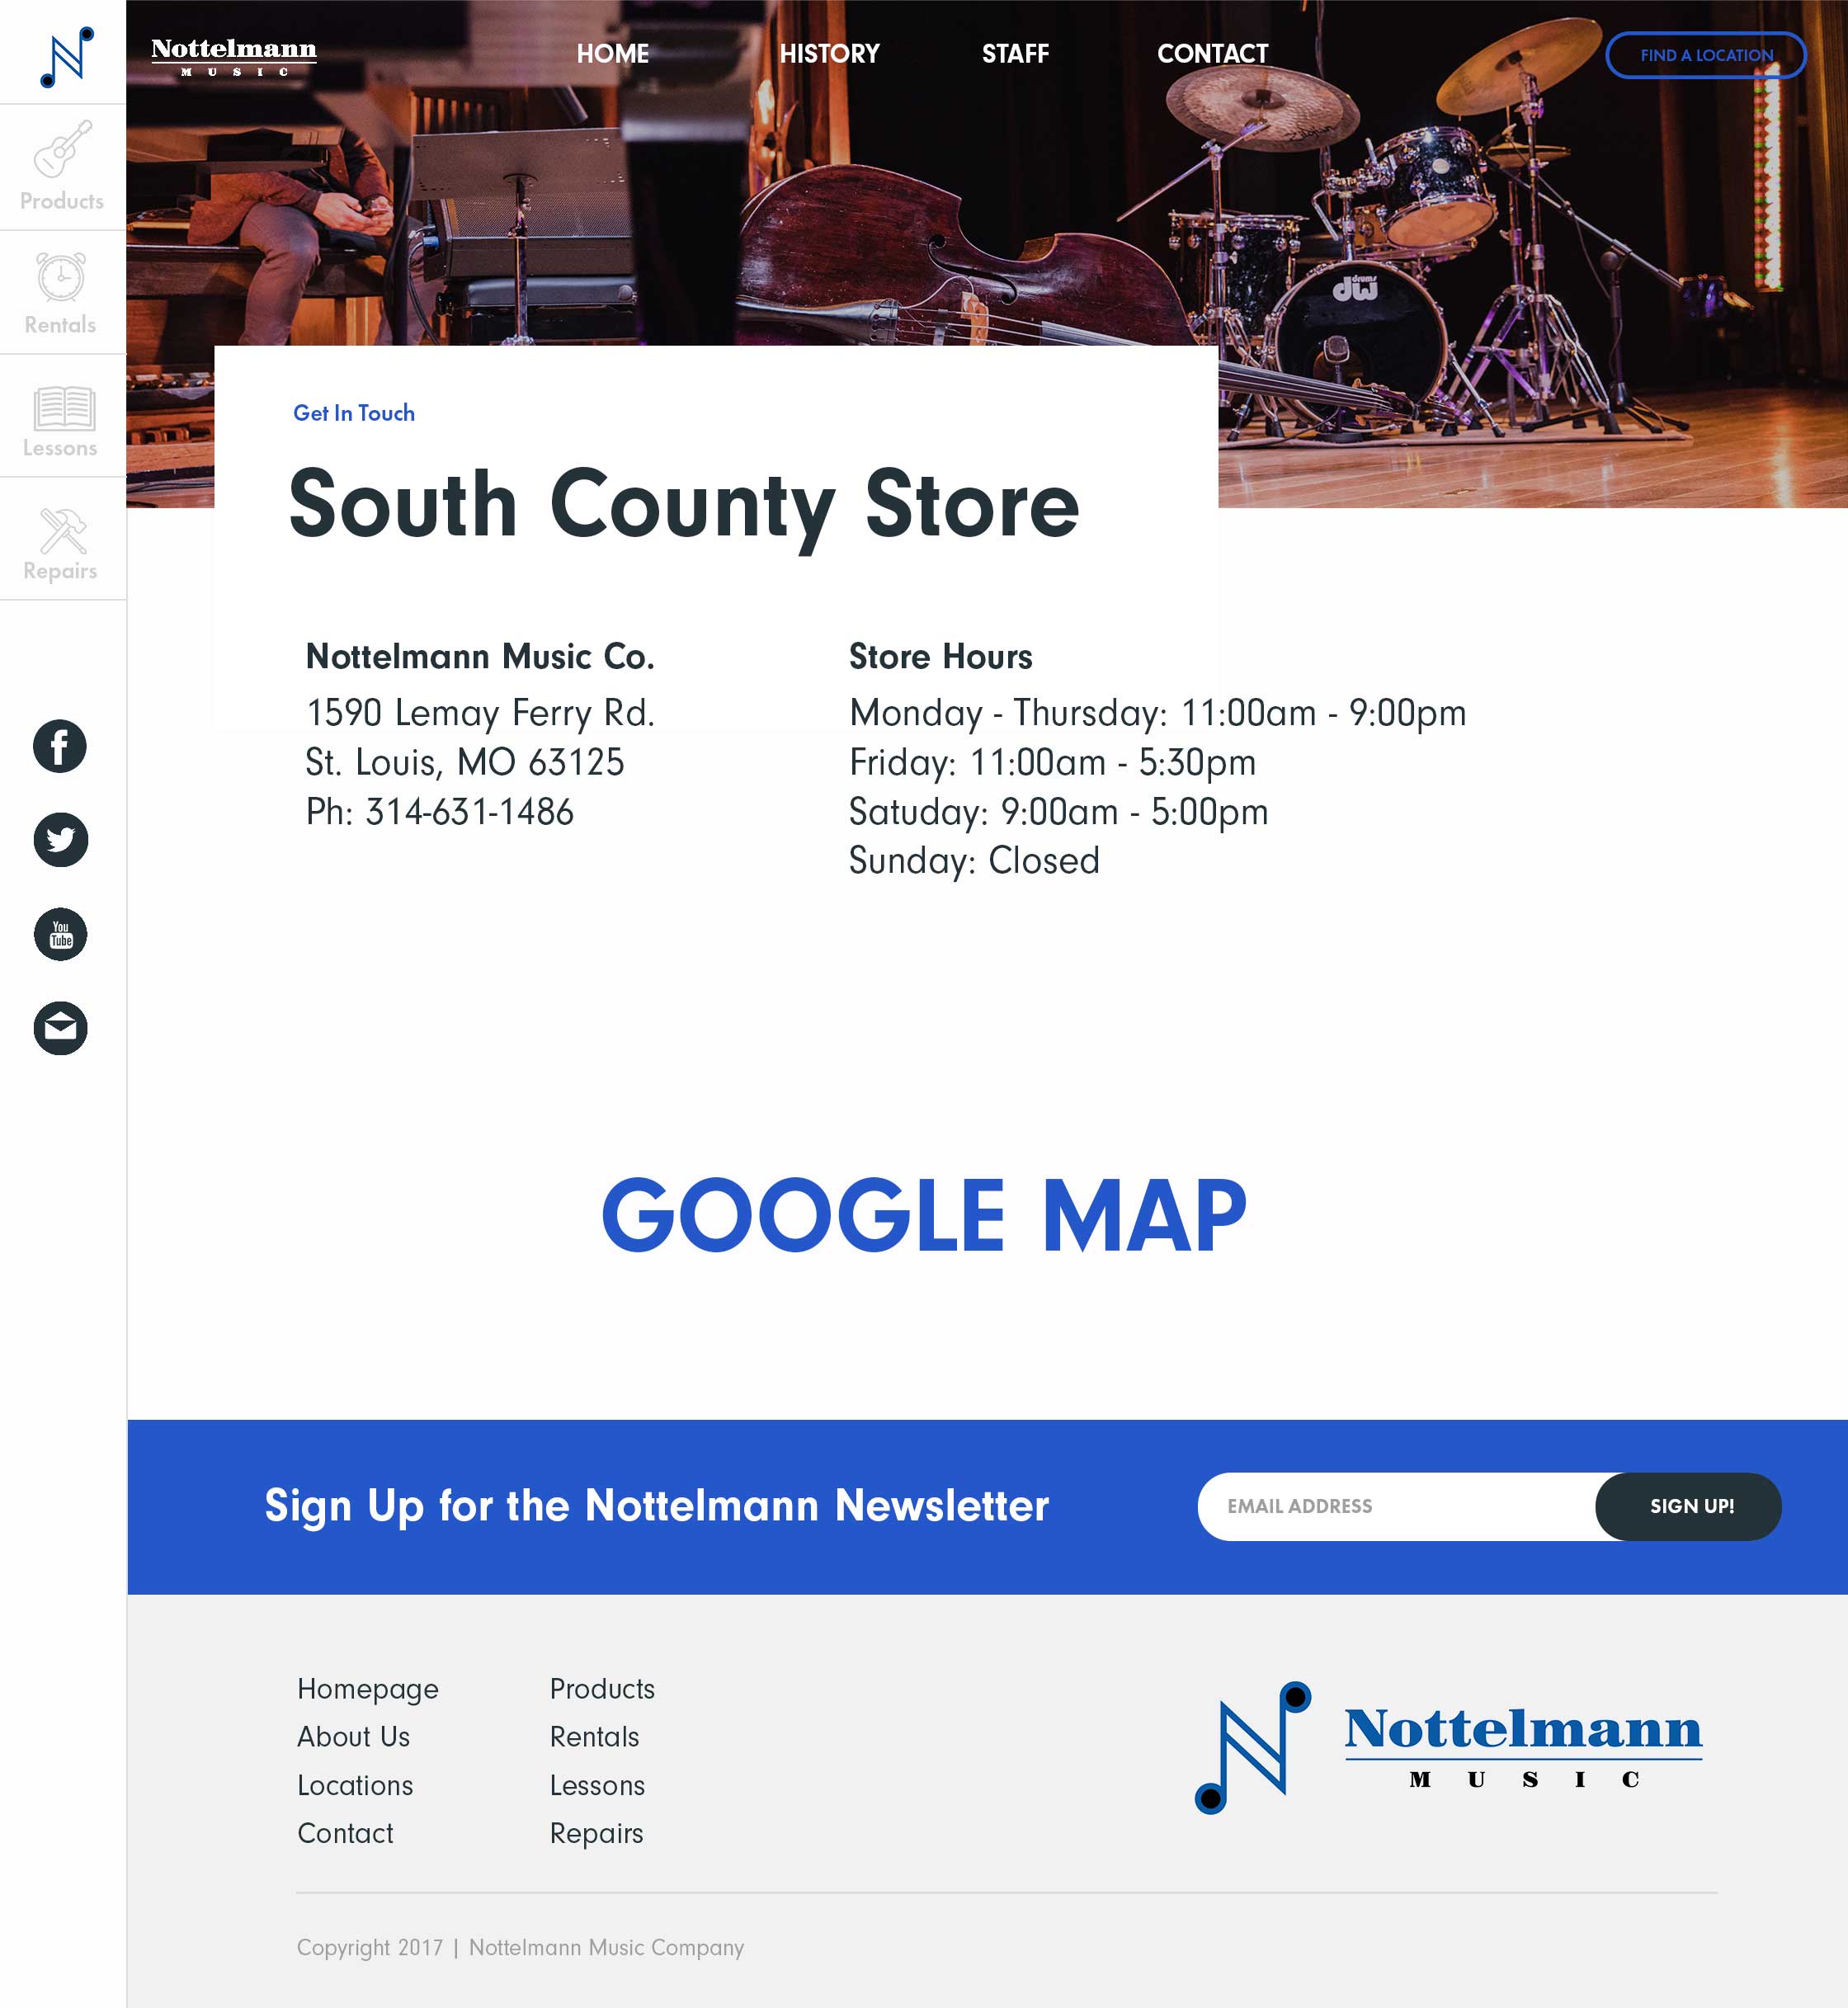 Nottelmann
MUSIC
HOME
HISTORY
STAFF
CONTACT
FIND A LOCATION
Products
Rentals
Lessons
Repairs
drums
dw
Get In Touch
South County Store
Nottelmann Music Co.
1590 Lemay Ferry Rd.
St. Louis, MO 63125
Ph: 314-631-1486
Store Hours
Monday - Thursday: 11:00am - 9:00pm
Friday: 11:00am - 5:30pm
Satuday: 9:00am - 5:00pm
Sunday: Closed
You
Tube
GOOGLE MAP
Sign Up for the Nottelmann Newsletter
EMAIL ADDRESS
SIGN UP!
Homepage
About Us
Locations
Contact
Products
Rentals
Lessons
Repairs
Nottelmann
MUSIC
Copyright 2017 | Nottelmann Music Company